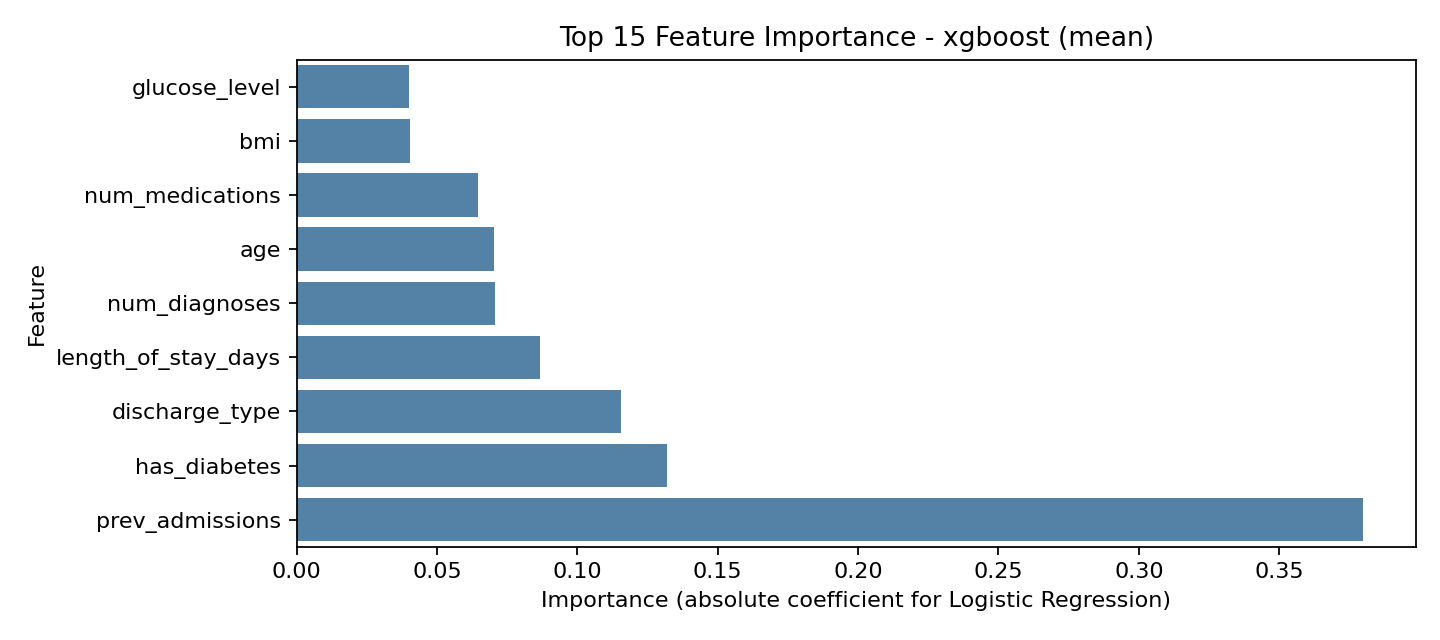 Top 15 Feature Importance - xgboost (mean)
glucose_level
bmi
num_medications
age
num_diagnoses
length_of_stay_days
discharge_type
has_diabetes
prev_admissions
Feature
0.00 0.05 0.10 0.15 0.20 0.25 0.30 0.35
Importance (absolute coefficient for Logistic Regression)